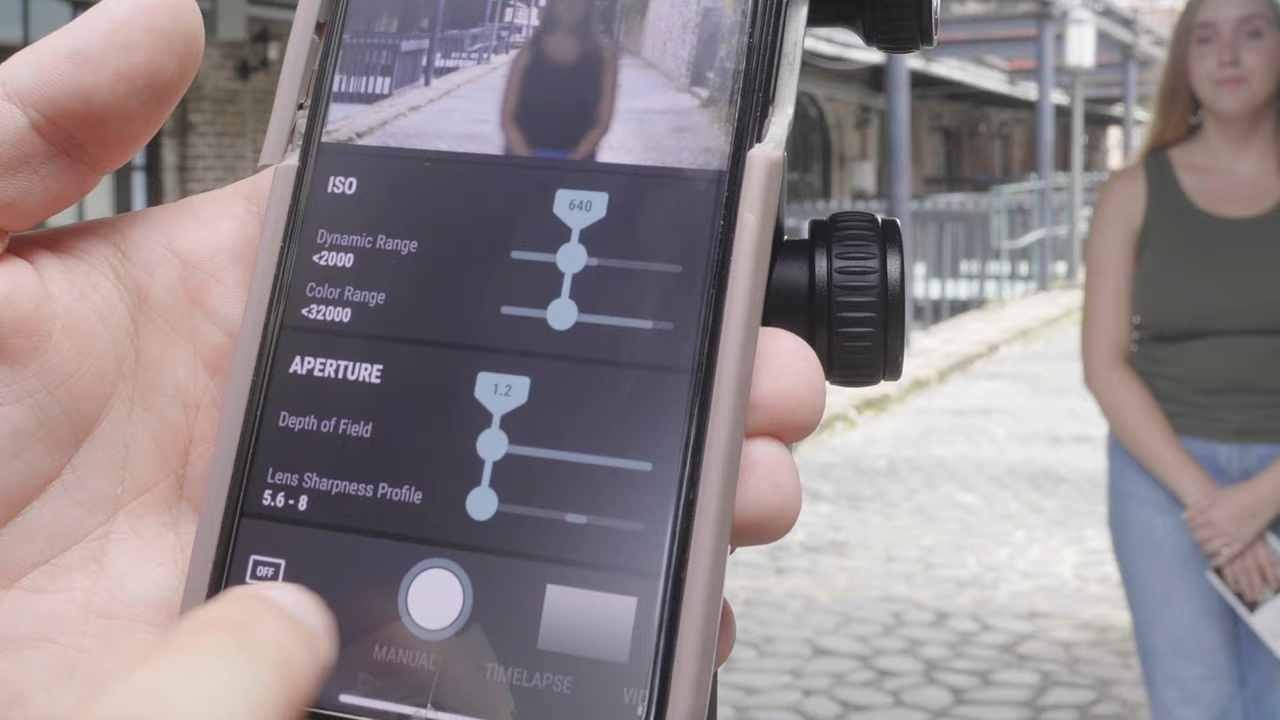 ISO
640
Dynamic Range
<2000
Color Range
<32000
APERTURE
1.2
Depth of Field
Lens Sharpness Profile
5.6 - 8
OFF
MANUAL
TIMELAPSE